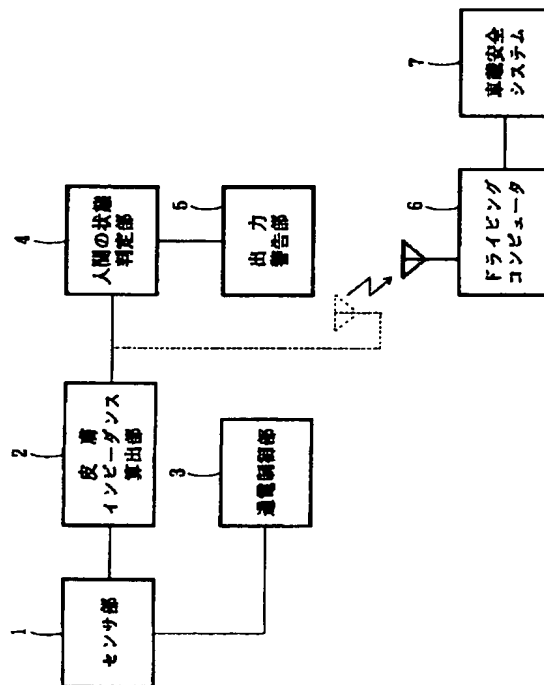 1
センサ部
2
皮膚
インピーダンス
算出部
3
通電制御部
4
人間の状態
判定部
5
出力
警告部
6
ドライビング
コンピュータ
7
車載安全
システム